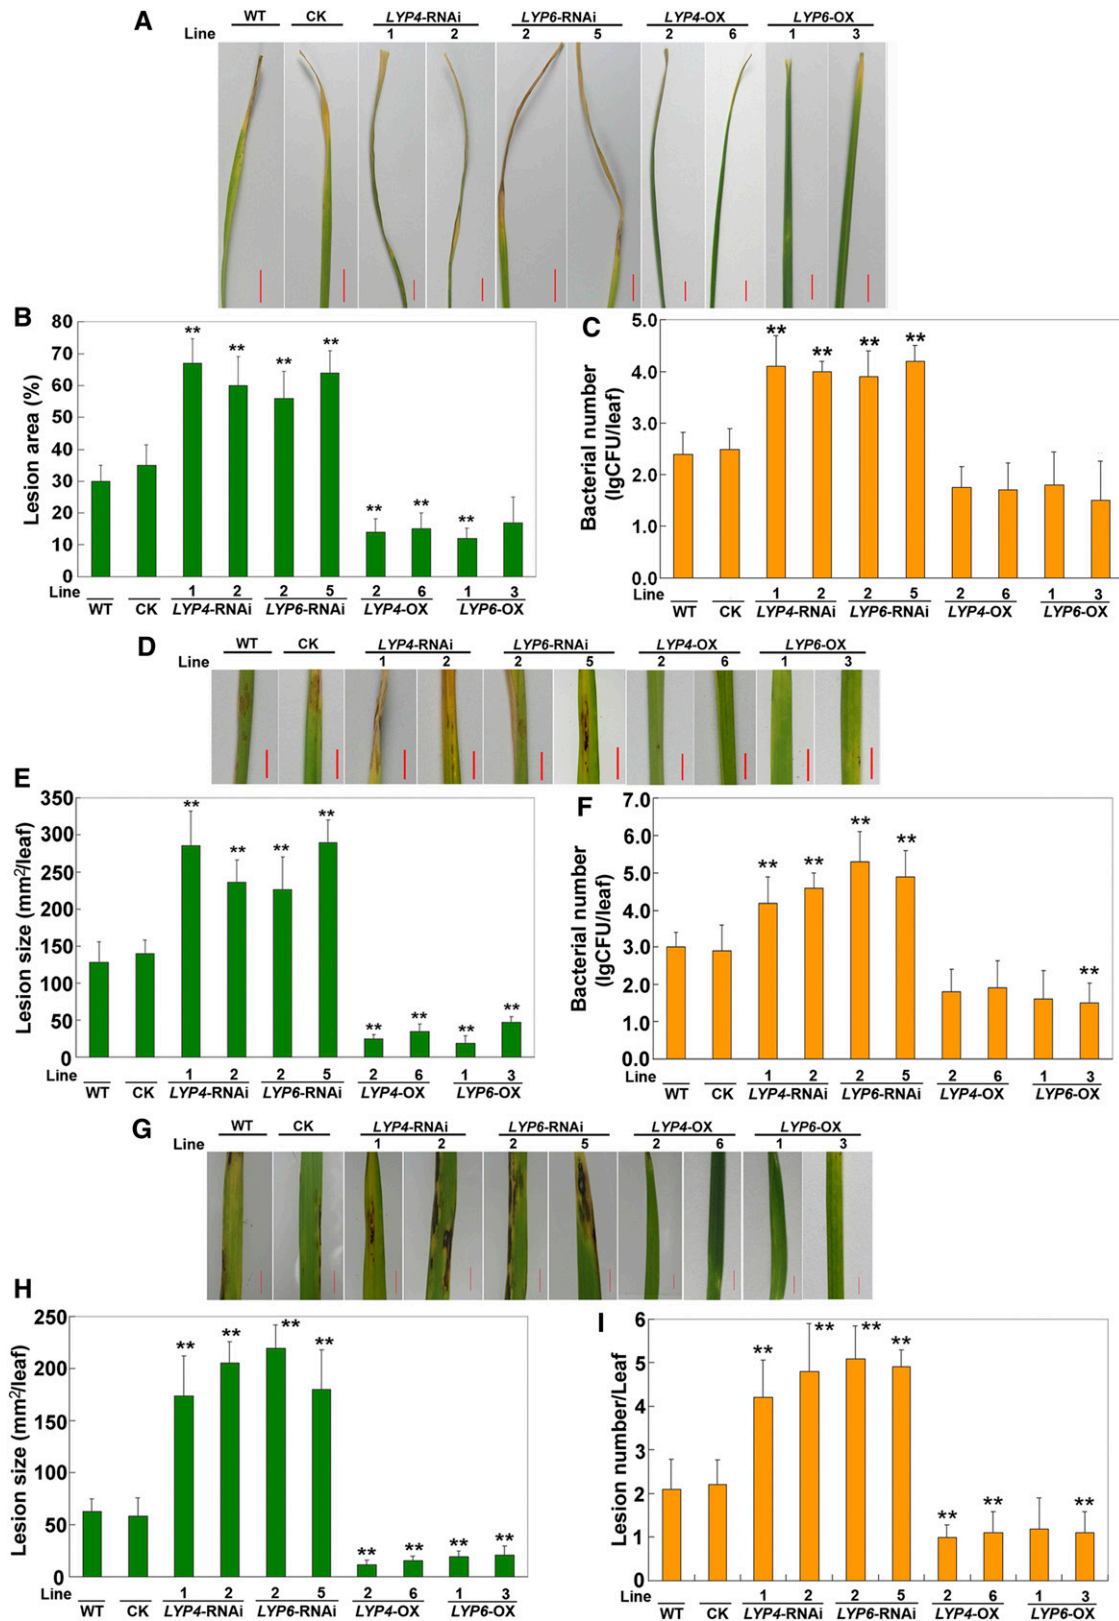 A
WT CK LYP4-RNAi LYP6-RNAi LYP4-OX LYP6-OX
Line 1 2 2 5 2 6 1 3
B
Lesion area (%)
80
70
60
50
40
30
20
10
0
** ** ** ** ** ** **
Line 1 2 2 5 2 6 1 3
WT CK LYP4-RNAi LYP6-RNAi LYP4-OX LYP6-OX
C
Bacterial number
(lgCFU/leaf)
5.0
4.0
3.0
2.0
1.0
0.0
** ** ** **
Line 1 2 2 5 2 6 1 3
WT CK LYP4-RNAi LYP6-RNAi LYP4-OX LYP6-OX
D
WT CK LYP4-RNAi LYP6-RNAi LYP4-OX LYP6-OX
Line 1 2 2 5 2 6 1 3
E
Lesion size (mm²/leaf)
350
300
250
200
150
100
50
0
** ** ** ** ** ** ** **
Line 1 2 2 5 2 6 1 3
WT CK LYP4-RNAi LYP6-RNAi LYP4-OX LYP6-OX
F
Bacterial number
(lgCFU/leaf)
7.0
6.0
5.0
4.0
3.0
2.0
1.0
0.0
** ** ** ** **
Line 1 2 2 5 2 6 1 3
WT CK LYP4-RNAi LYP6-RNAi LYP4-OX LYP6-OX
G
WT CK LYP4-RNAi LYP6-RNAi LYP4-OX LYP6-OX
Line 1 2 2 5 2 6 1 3
H
Lesion size (mm²/leaf)
250
200
150
100
50
0
** ** ** ** ** ** ** **
Line 1 2 2 5 2 6 1 3
WT CK LYP4-RNAi LYP6-RNAi LYP4-OX LYP6-OX
I
Lesion number/Leaf
6
5
4
3
2
1
0
** ** ** ** ** ** **
Line 1 2 2 5 2 6 1 3
WT CK LYP4-RNAi LYP6-RNAi LYP4-OX LYP6-OX